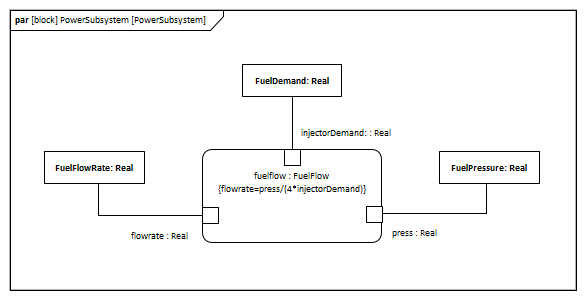 par [block] PowerSubsystem [PowerSubsystem]
FuelDemand: Real
injectorDemand: : Real
FuelFlowRate: Real
FuelPressure: Real
fuelflow : FuelFlow
{flowrate=press/(4*injectorDemand)}
flowrate : Real
press : Real